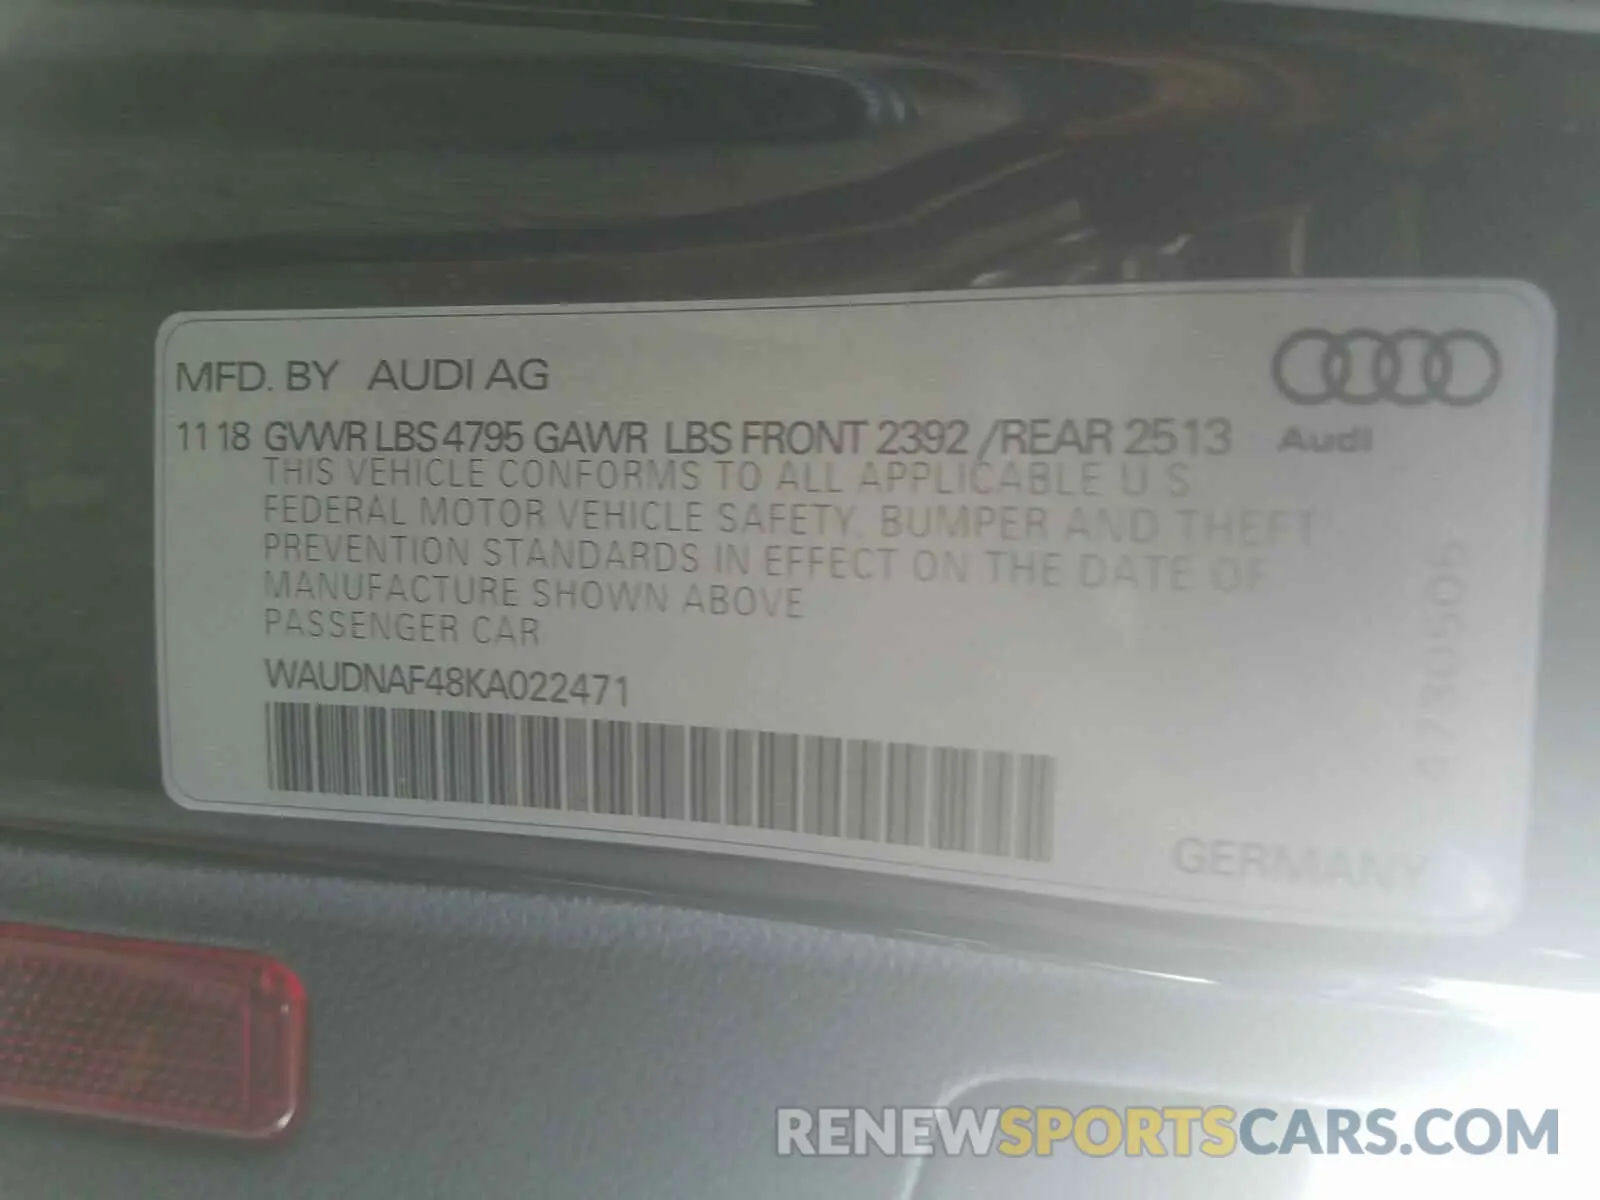 MFD. BY AUDI AG
11 18 GVWR LBS 4795 GAWR LBS FRONT 2392 /REAR 2513
Audi
THIS VEHICLE CONFORMS TO ALL APPLICABLE U S
FEDERAL MOTOR VEHICLE SAFETY, BUMPER AND THEFT
PREVENTION STANDARDS IN EFFECT ON THE DATE OF
MANUFACTURE SHOWN ABOVE
PASSENGER CAR
WAUDNAF48KA022471
GERMANY
RENEWSPORTSCARS.COM